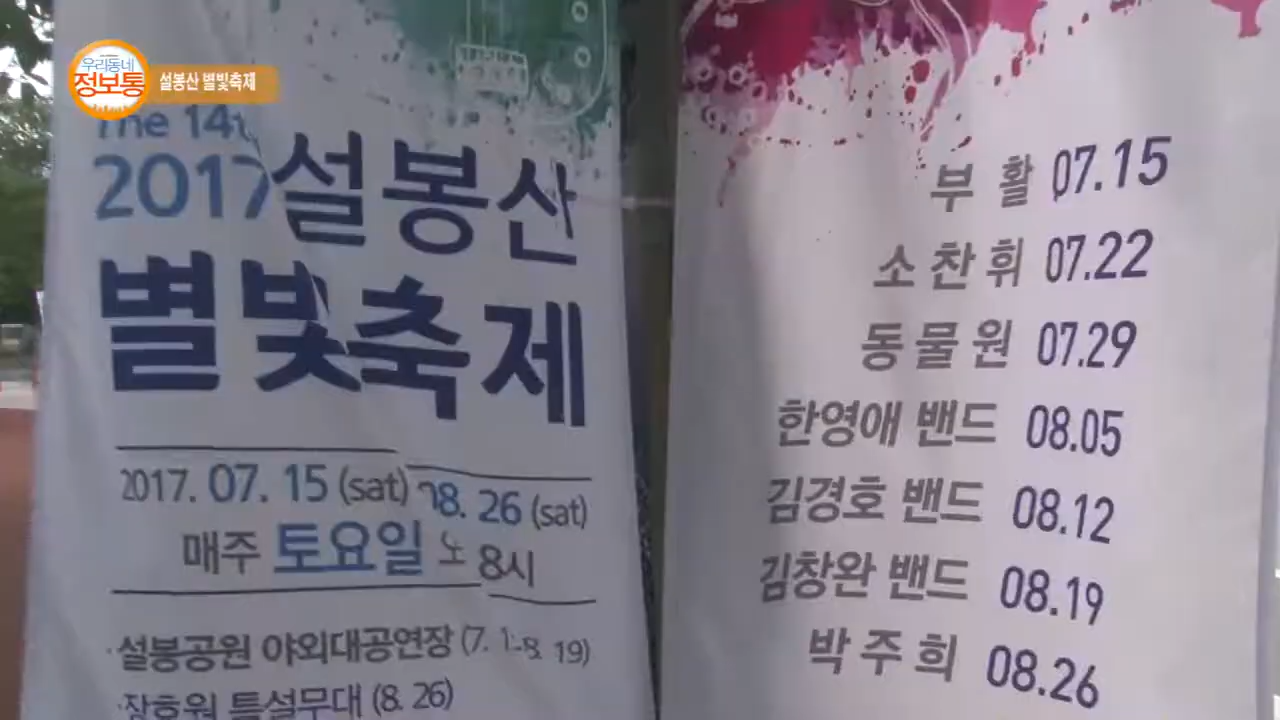 우리동네
정보통
설봉산 별빛축제
The 14t
2017 설봉산
별빛축제
2017. 07. 15 (sat) 08. 26 (sat)
매주 토요일 8시
·설봉공원 야외대공연장 (7. 1 -8. 19)
·장호원 특설무대 (8. 26)
부활 07.15
소찬휘 07.22
동물원 07.29
한영애 밴드 08.05
김경호 밴드 08.12
김창완 밴드 08.19
박주희 08.26